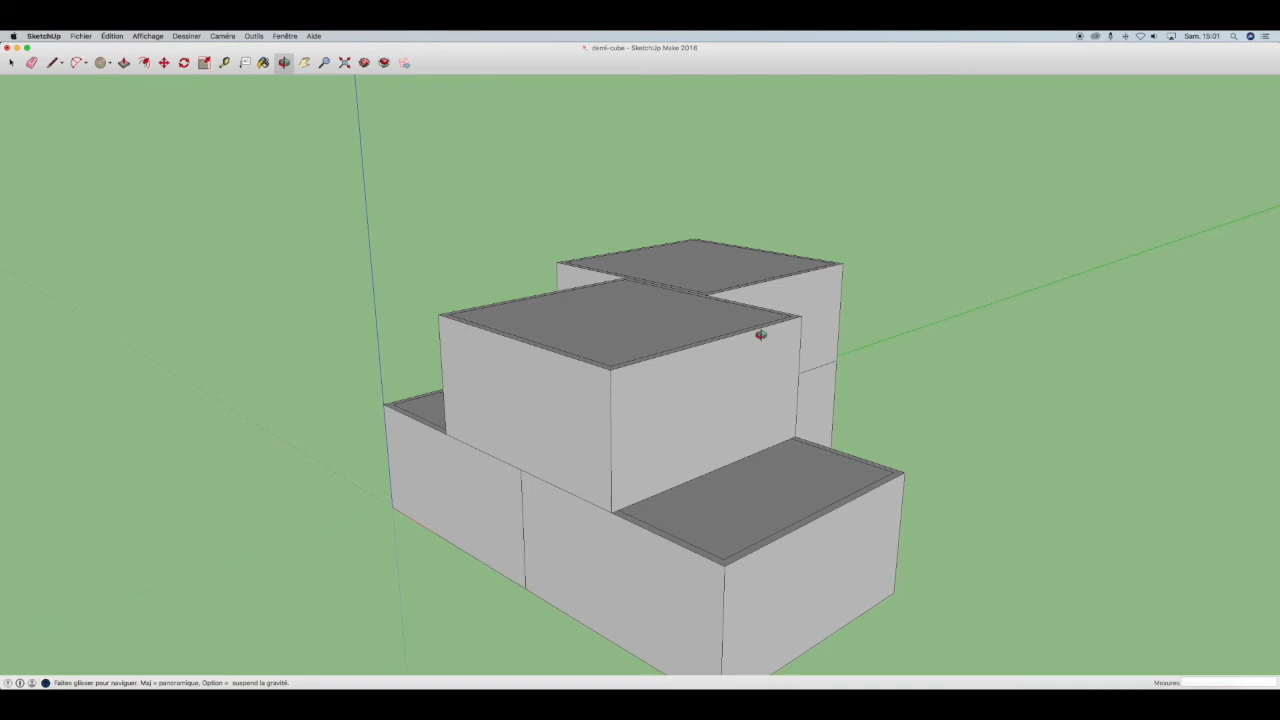 SketchUp Fichier Édition Affichage Dessiner Caméra Outils Fenêtre Aide Sam. 15:01
demi-cube - SketchUp Make 2016
Faites glisser pour naviguer. Maj = panoramique, Option = suspend la gravité. Mesures